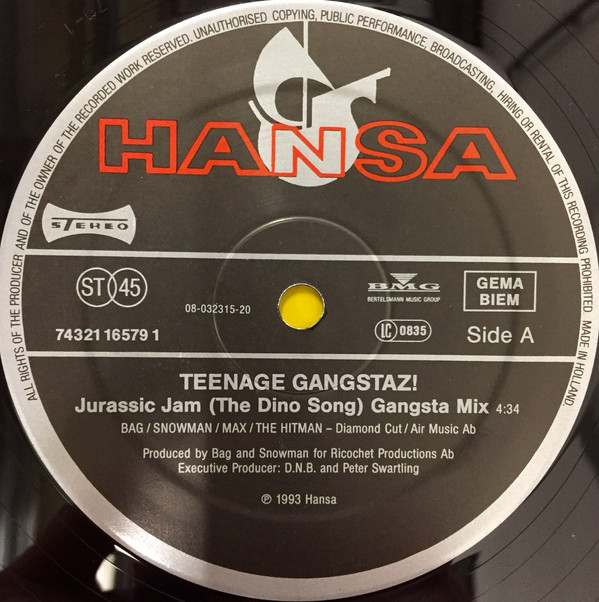 ALL RIGHTS OF THE PRODUCER AND OF THE OWNER OF THE RECORDED WORK RESERVED. UNAUTHORISED COPYING, PUBLIC PERFORMANCE, BROADCASTING, HIRING OR RENTAL OF THIS RECORDING PROHIBITED MADE IN HOLLAND.
HANSA
STEREO
ST 45
08-032315-20
BMG
BERTELSMANN MUSIC GROUP
GEMA
BIEM
74321 16579 1
LC 0835
Side A
TEENAGE GANGSTAZ!
Jurassic Jam (The Dino Song) Gangsta Mix 4:34
BAG / SNOWMAN / MAX / THE HITMAN – Diamond Cut / Air Music Ab
Produced by Bag and Snowman for Ricochet Productions Ab
Executive Producer: D.N.B. and Peter Swartling
℗ 1993 Hansa